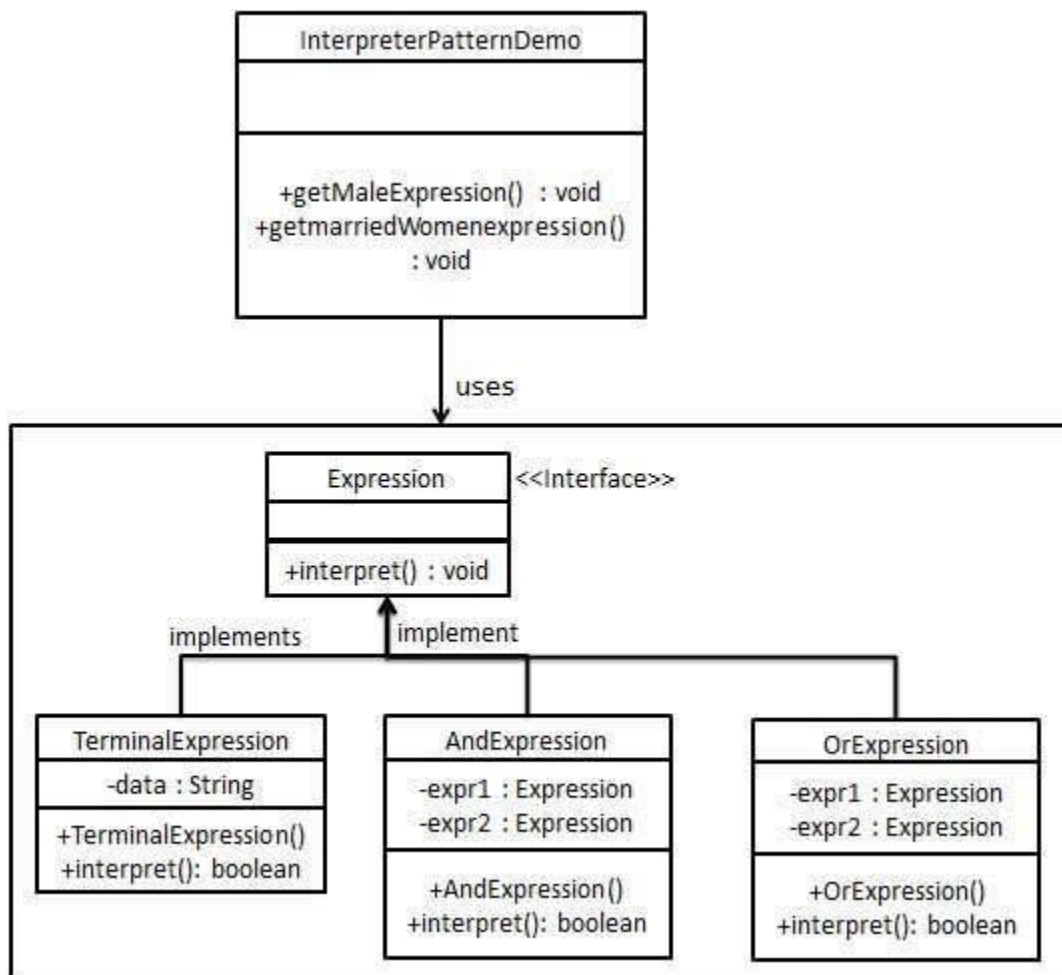 InterpreterPatternDemo
+getMaleExpression() : void
+getmarriedWomenexpression()
: void
uses
Expression
<<Interface>>
+interpret() : void
implements
implement
TerminalExpression
-data : String
+TerminalExpression()
+interpret(): boolean
AndExpression
-expr1 : Expression
-expr2 : Expression
+AndExpression()
+interpret(): boolean
OrExpression
-expr1 : Expression
-expr2 : Expression
+OrExpression()
+interpret(): boolean